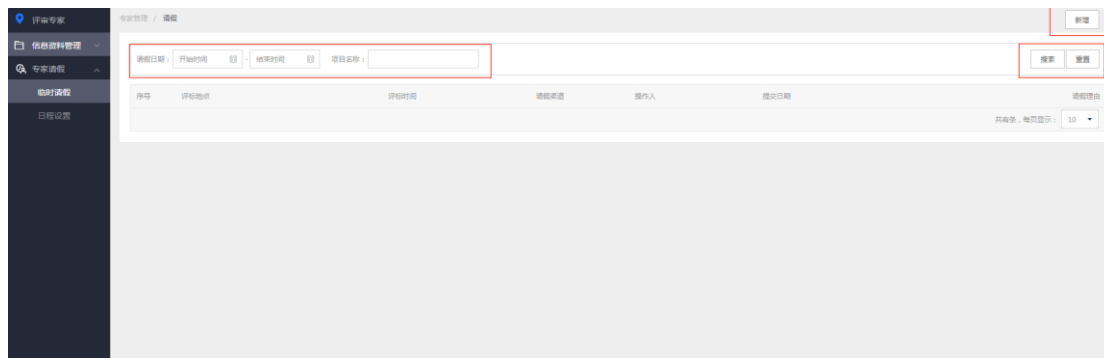 评审专家
专家管理 / 请假
新增
信息资料管理
请假日期： 开始时间 - 结束时间 项目名称：
搜索 重置
专家请假
临时请假
序号 评标地点 评标时间 请假渠道 操作人 提交日期 请假理由
日程设置
共有条，每页显示： 10